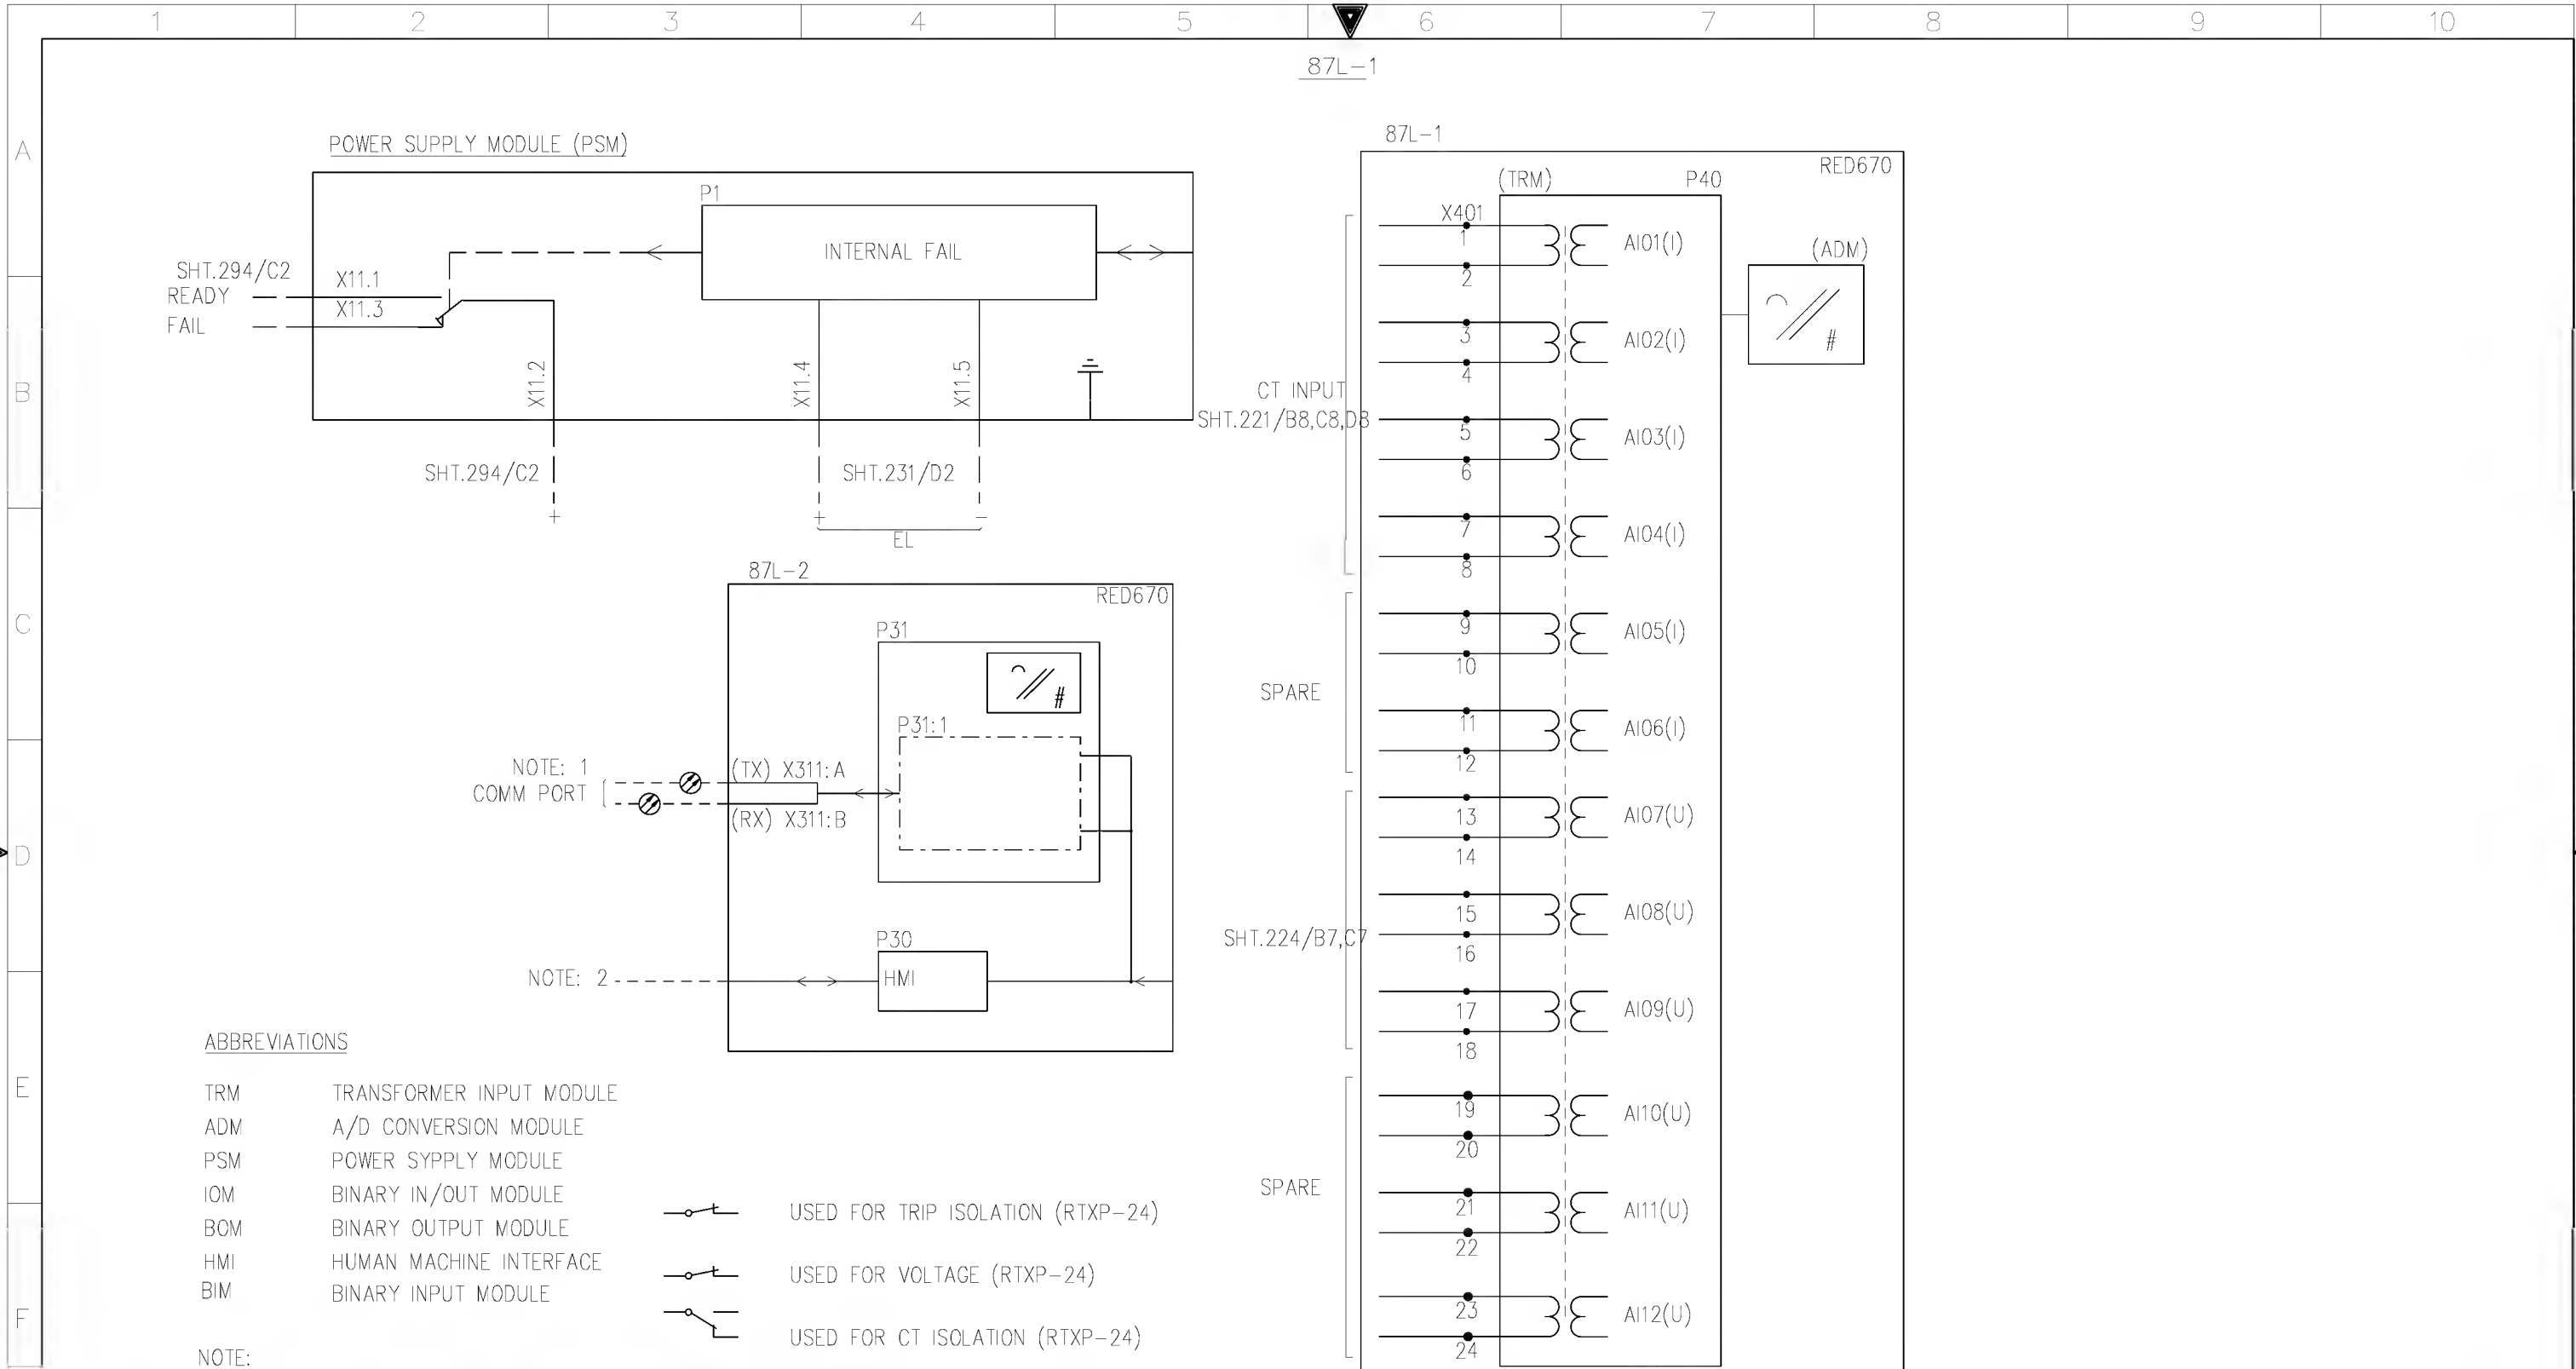 1 2 3 4 5 6 7 8 9 10
87L-1
A
B
C
D
E
F
POWER SUPPLY MODULE (PSM)
P1
INTERNAL FAIL
SHT.294/C2
READY
FAIL
X11.1
X11.3
X11.2
X11.4
X11.5
SHT.294/C2
+
SHT.231/D2
+ -
EL
87L-2
RED670
P31
#
P31:1
NOTE: 1
COMM PORT
(TX) X311:A
(RX) X311:B
P30
HMI
NOTE: 2
ABBREVIATIONS
TRM TRANSFORMER INPUT MODULE
ADM A/D CONVERSION MODULE
PSM POWER SYPPLY MODULE
IOM BINARY IN/OUT MODULE
BOM BINARY OUTPUT MODULE
HMI HUMAN MACHINE INTERFACE
BIM BINARY INPUT MODULE
USED FOR TRIP ISOLATION (RTXP-24)
USED FOR VOLTAGE (RTXP-24)
USED FOR CT ISOLATION (RTXP-24)
NOTE:
87L-1
RED670
(TRM) P40
X401
(ADM)
#
CT INPUT
SHT.221/B8,C8,D8
SPARE
SHT.224/B7,C7
SPARE
1
2
AI01(I)
3
4
AI02(I)
5
6
AI03(I)
7
8
AI04(I)
9
10
AI05(I)
11
12
AI06(I)
13
14
AI07(U)
15
16
AI08(U)
17
18
AI09(U)
19
20
AI10(U)
21
22
AI11(U)
23
24
AI12(U)